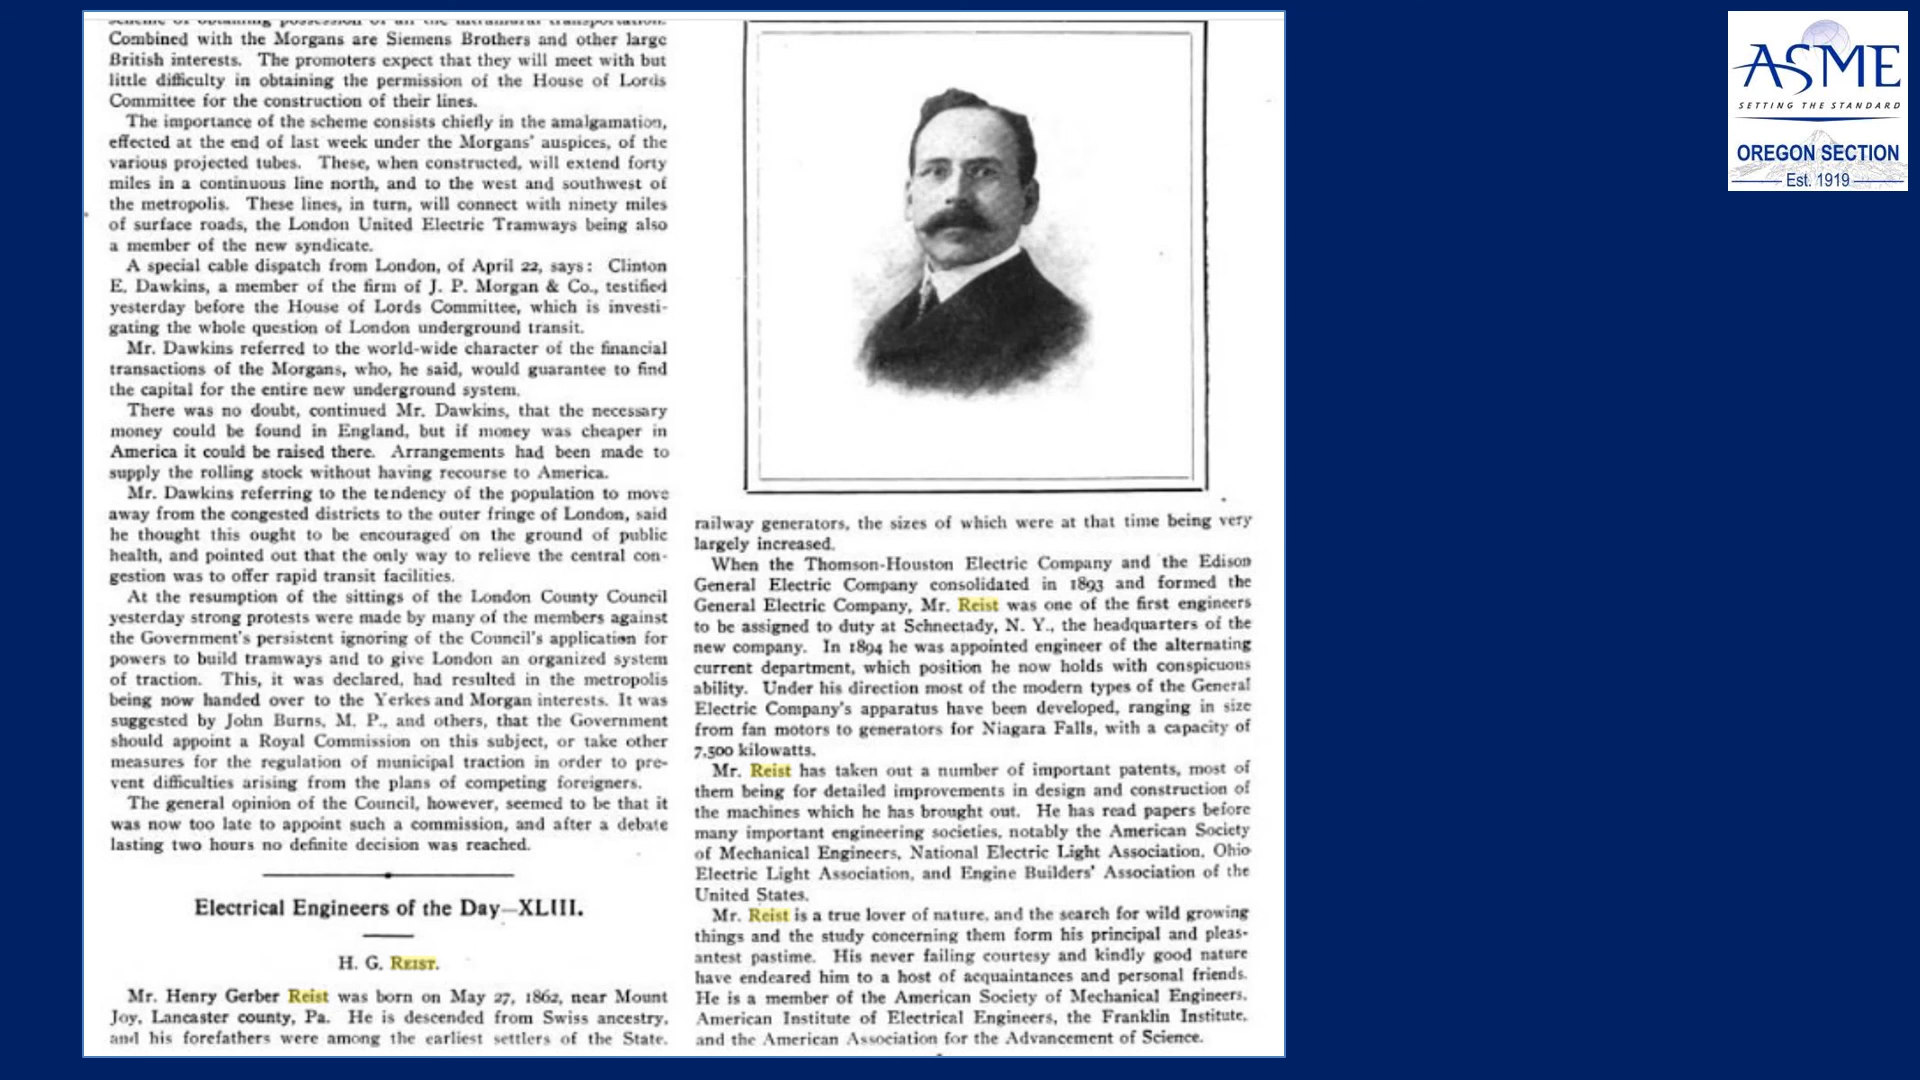 scheme of obtaining possession of all the intramural transportation.
Combined with the Morgans are Siemens Brothers and other large
British interests. The promoters expect that they will meet with but
little difficulty in obtaining the permission of the House of Lords
Committee for the construction of their lines.
The importance of the scheme consists chiefly in the amalgamation,
effected at the end of last week under the Morgans' auspices, of the
various projected tubes. These, when constructed, will extend forty
miles in a continuous line north, and to the west and southwest of
the metropolis. These lines, in turn, will connect with ninety miles
of surface roads, the London United Electric Tramways being also
a member of the new syndicate.
A special cable dispatch from London, of April 22, says: Clinton
E. Dawkins, a member of the firm of J. P. Morgan & Co., testified
yesterday before the House of Lords Committee, which is investi-
gating the whole question of London underground transit.
Mr. Dawkins referred to the world-wide character of the financial
transactions of the Morgans, who, he said, would guarantee to find
the capital for the entire new underground system.
There was no doubt, continued Mr. Dawkins, that the necessary
money could be found in England, but if money was cheaper in
America it could be raised there. Arrangements had been made to
supply the rolling stock without having recourse to America.
Mr. Dawkins referring to the tendency of the population to move
away from the congested districts to the outer fringe of London, said
he thought this ought to be encouraged on the ground of public
health, and pointed out that the only way to relieve the central con-
gestion was to offer rapid transit facilities.
At the resumption of the sittings of the London County Council
yesterday strong protests were made by many of the members against
the Government's persistent ignoring of the Council's application for
powers to build tramways and to give London an organized system
of traction. This, it was declared, had resulted in the metropolis
being now handed over to the Yerkes and Morgan interests. It was
suggested by John Burns, M. P., and others, that the Government
should appoint a Royal Commission on this subject, or take other
measures for the regulation of municipal traction in order to pre-
vent difficulties arising from the plans of competing foreigners.
The general opinion of the Council, however, seemed to be that it
was now too late to appoint such a commission, and after a debate
lasting two hours no definite decision was reached.
Electrical Engineers of the Day—XLIII.
H. G. REIST.
Mr. Henry Gerber Reist was born on May 27, 1862, near Mount
Joy, Lancaster county, Pa. He is descended from Swiss ancestry,
and his forefathers were among the earliest settlers of the State.
railway generators, the sizes of which were at that time being very
largely increased.
When the Thomson-Houston Electric Company and the Edison
General Electric Company consolidated in 1893 and formed the
General Electric Company, Mr. Reist was one of the first engineers
to be assigned to duty at Schnectady, N. Y., the headquarters of the
new company. In 1894 he was appointed engineer of the alternating
current department, which position he now holds with conspicuous
ability. Under his direction most of the modern types of the General
Electric Company's apparatus have been developed, ranging in size
from fan motors to generators for Niagara Falls, with a capacity of
7,500 kilowatts.
Mr. Reist has taken out a number of important patents, most of
them being for detailed improvements in design and construction of
the machines which he has brought out. He has read papers before
many important engineering societies, notably the American Society
of Mechanical Engineers, National Electric Light Association, Ohio
Electric Light Association, and Engine Builders' Association of the
United States.
Mr. Reist is a true lover of nature, and the search for wild growing
things and the study concerning them form his principal and pleas-
antest pastime. His never failing courtesy and kindly good nature
have endeared him to a host of acquaintances and personal friends.
He is a member of the American Society of Mechanical Engineers,
American Institute of Electrical Engineers, the Franklin Institute,
and the American Association for the Advancement of Science.
ASME
SETTING THE STANDARD
OREGON SECTION
Est. 1919